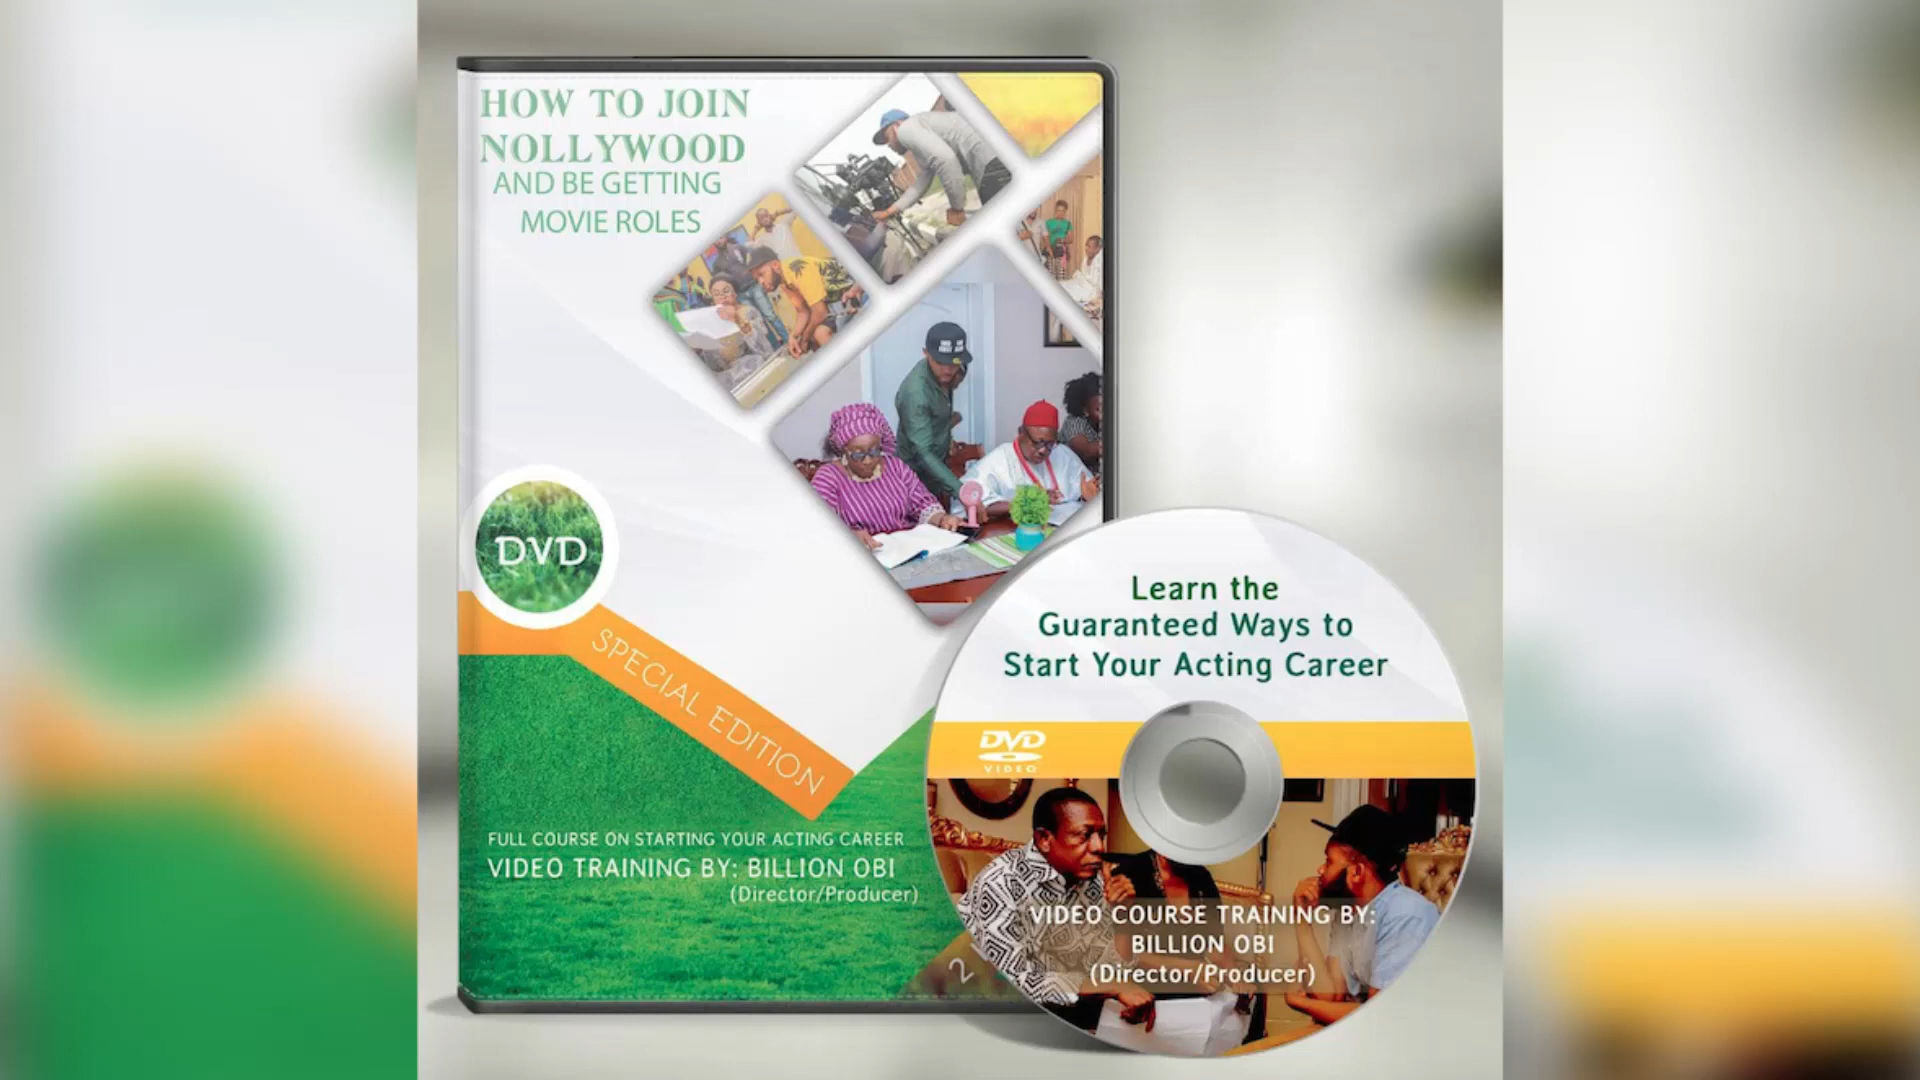 HOW TO JOIN
NOLLYWOOD
AND BE GETTING
MOVIE ROLES
DVD
SPECIAL EDITION
FULL COURSE ON STARTING YOUR ACTING CAREER
VIDEO TRAINING BY: BILLION OBI
(Director/Producer)
2
Learn the
Guaranteed Ways to
Start Your Acting Career
DVD
VIDEO
VIDEO COURSE TRAINING BY:
BILLION OBI
(Director/Producer)